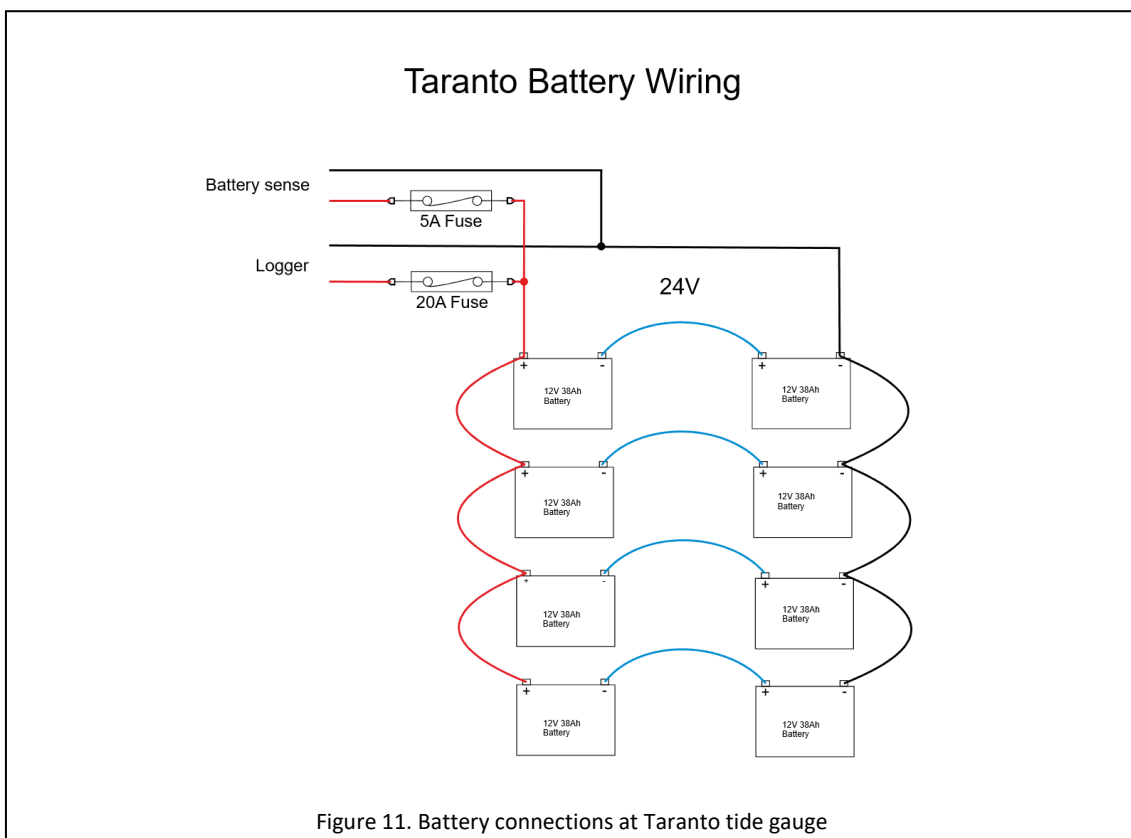 Taranto Battery Wiring
Battery sense
5A Fuse
Logger
20A Fuse
24V
+ - + -
12V 38Ah
Battery
12V 38Ah
Battery
+ - + -
12V 38Ah
Battery
12V 38Ah
Battery
+ - + -
12V 38Ah
Battery
12V 38Ah
Battery
+ - + -
12V 38Ah
Battery
12V 38Ah
Battery
Figure 11. Battery connections at Taranto tide gauge